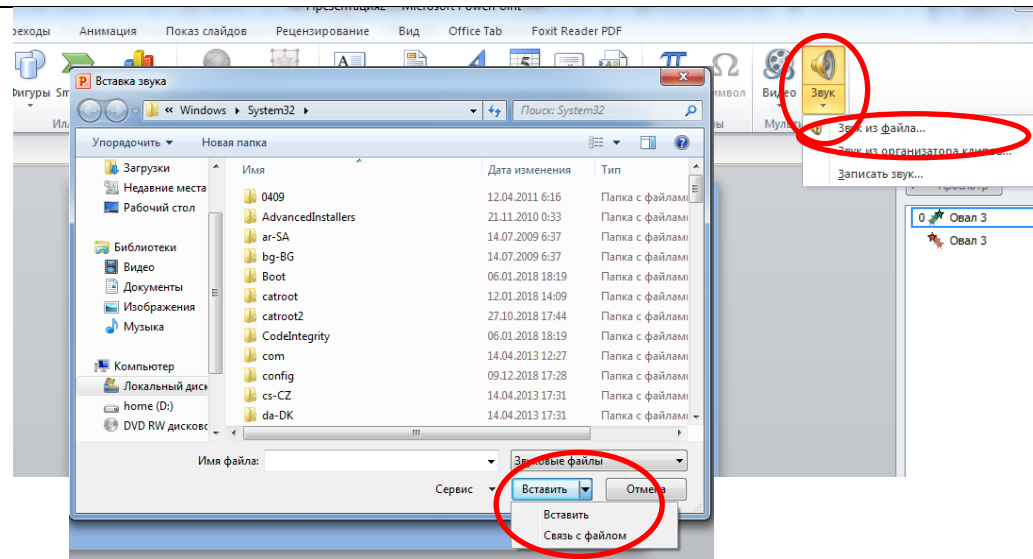 Презентация2 - Microsoft PowerPoint
Анимация Показ слайдов Рецензирование Вид Office Tab Foxit Reader PDF
Фигуры
Видео Звук
Вставка звука
« Windows ▸ System32 ▸ Поиск: System32
Звук из файла...
Звук из организатора клипов...
Записать звук...
Упорядочить Новая папка
Просмотр
Загрузки
Недавние места
Рабочий стол
Библиотеки
Видео
Документы
Изображения
Музыка
Компьютер
Локальный диск
home (D:)
DVD RW дисковс
Имя Дата изменения Тип
0409 12.04.2011 6:16 Папка с файлами
AdvancedInstallers 21.11.2010 0:33 Папка с файлами
ar-SA 14.07.2009 6:37 Папка с файлами
bg-BG 14.07.2009 6:37 Папка с файлами
Boot 06.01.2018 18:19 Папка с файлами
catroot 12.01.2018 14:09 Папка с файлами
catroot2 27.10.2018 17:44 Папка с файлами
CodeIntegrity 06.01.2018 18:19 Папка с файлами
com 14.04.2013 12:27 Папка с файлами
config 09.12.2018 17:28 Папка с файлами
cs-CZ 14.04.2013 17:31 Папка с файлами
da-DK 14.04.2013 17:31 Папка с файлами
0 Овал 3
Овал 3
Имя файла: Звуковые файлы
Сервис Вставить Отмена
Вставить
Связь с файлом